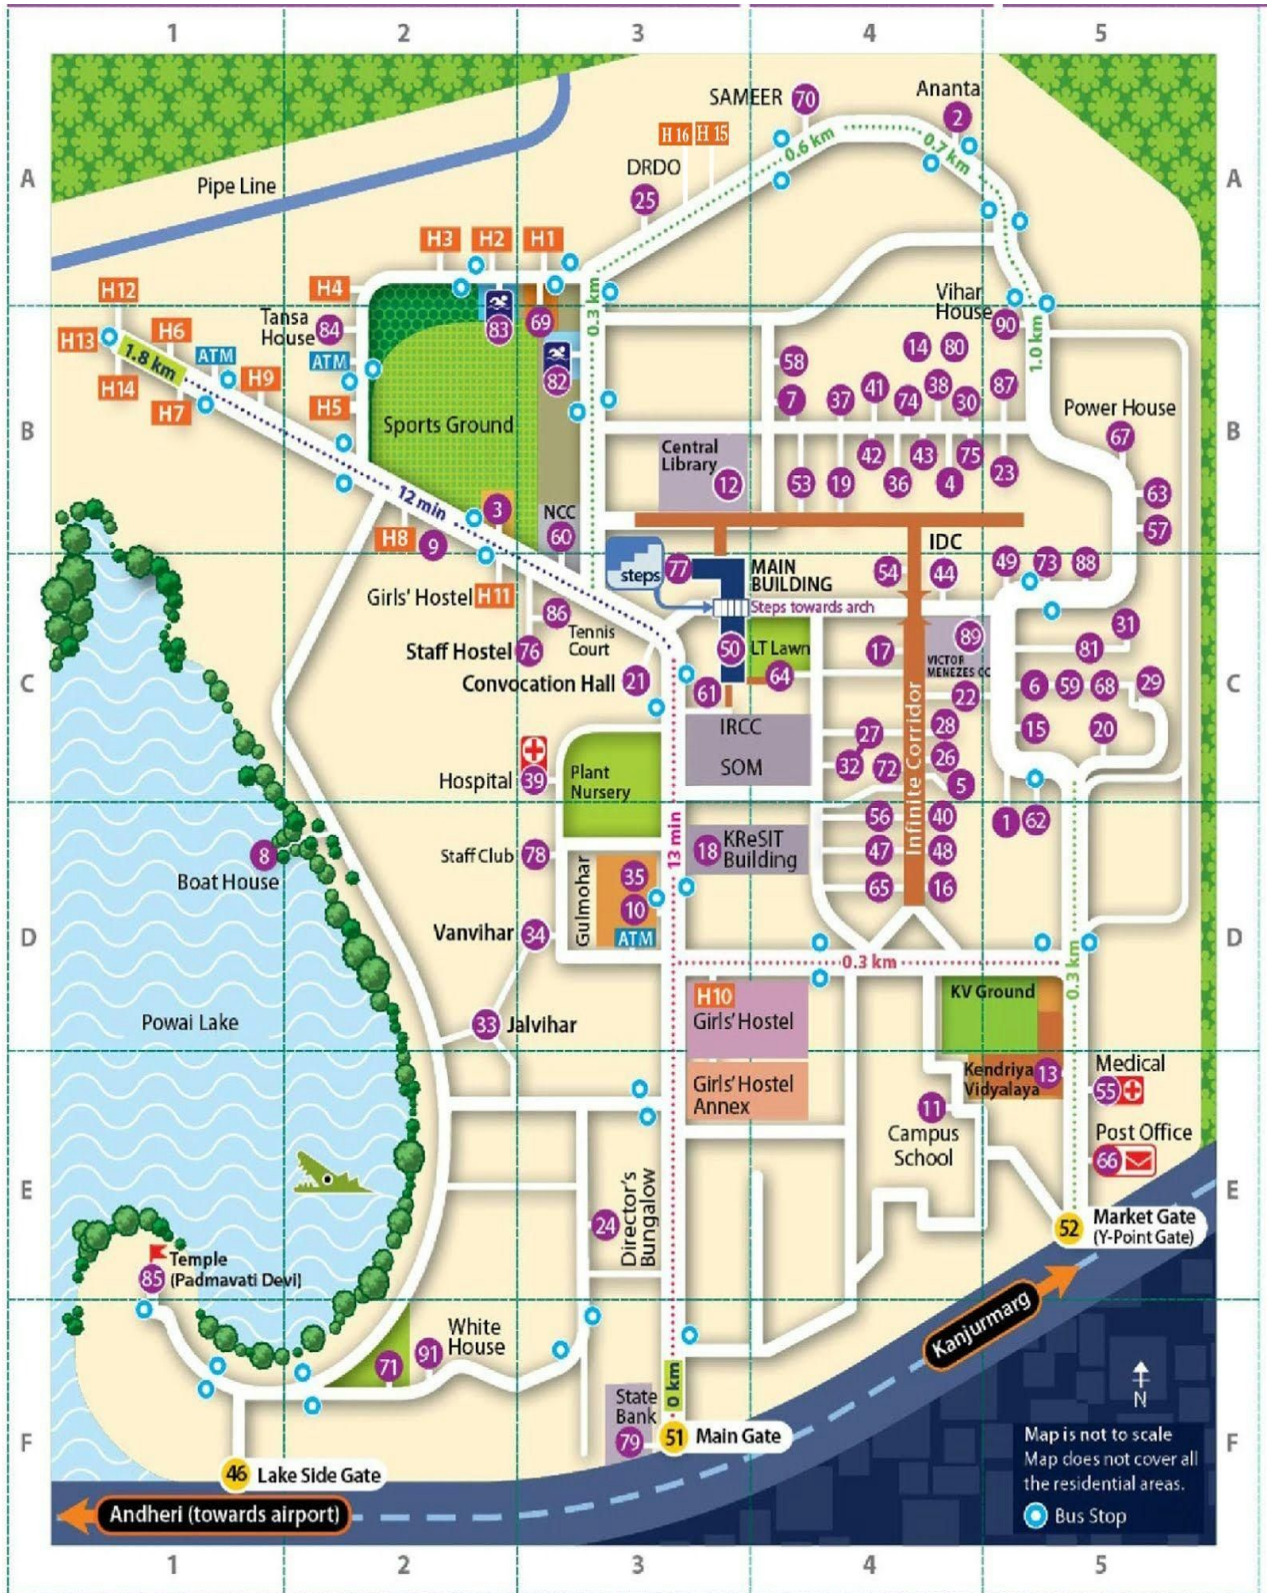 1 2 3 4 5
SAMEER 70
Ananta
2
H 16 H 15
0.6 km
0.7 km
DRDO
25
A A
Pipe Line
H3 H2 H1
H12
H4
Vihar
House
90
Tansa
House 84
83
69
0.3 km
H13
H6
1.8 km
ATM
ATM
14 80
1.0 km
58
H14
H9
82
41 38 87
H7
H5
7 37 74 30
Power House
67
Sports Ground
B B
Central
Library
12
42 43 75
23
53 19 36 4
63
12 min
3
NCC
60
57
H8
9
IDC
steps
77
MAIN
BUILDING
54 44
49 73 88
Girls' Hostel H11
86
Steps towards arch
Tennis
Court
Staff Hostel 76
50
LT Lawn
17
89
VICTOR
MENEZES CC
31
81
Convocation Hall 21
61
64
22
6 59 68 29
C C
IRCC
27
28
15
20
SOM
32 72
26
5
Infinite Corridor
Hospital 39
Plant
Nursery
13 min
56 40
1 62
18
KReSIT
Building
47 48
Staff Club 78
8
Boat House
35
10
ATM
Gulmohar
65 16
Vanvihar 34
D D
0.3 km
0.3 km
H10
Girls' Hostel
KV Ground
Powai Lake
33 Jalvihar
Girls' Hostel
Annex
Kendriya
Vidyalaya
13
Medical
55
11
Campus
School
Post Office
66
E E
24
Director's
Bungalow
52
Market Gate
(Y-Point Gate)
Temple
(Padmavati Devi)
85
Kanjurmarg
White
House
91
71
0 km
State
Bank
79
51 Main Gate
N
F F
Map is not to scale
Map does not cover all
the residential areas.
Bus Stop
46 Lake Side Gate
Andheri (towards airport)
1 2 3 4 5